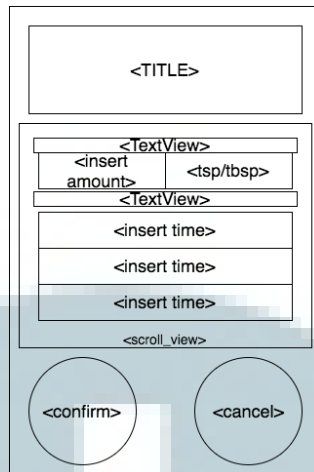 <TITLE>
<TextView>
<insert
amount>
<tsp/tbsp>
<TextView>
<insert time>
<insert time>
<insert time>
<scroll_view>
<confirm>
<cancel>